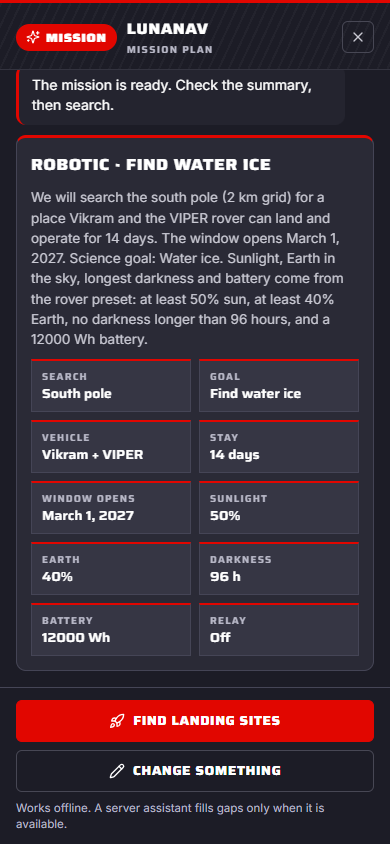 MISSION
LUNANAV
MISSION PLAN
The mission is ready. Check the summary,
then search.
ROBOTIC · FIND WATER ICE
We will search the south pole (2 km grid) for a
place Vikram and the VIPER rover can land and
operate for 14 days. The window opens March 1,
2027. Science goal: Water ice. Sunlight, Earth in
the sky, longest darkness and battery come from
the rover preset: at least 50% sun, at least 40%
Earth, no darkness longer than 96 hours, and a
12000 Wh battery.
SEARCH
South pole
GOAL
Find water ice
VEHICLE
Vikram + VIPER
STAY
14 days
WINDOW OPENS
March 1, 2027
SUNLIGHT
50%
EARTH
40%
DARKNESS
96 h
BATTERY
12000 Wh
RELAY
Off
FIND LANDING SITES
CHANGE SOMETHING
Works offline. A server assistant fills gaps only when it is
available.